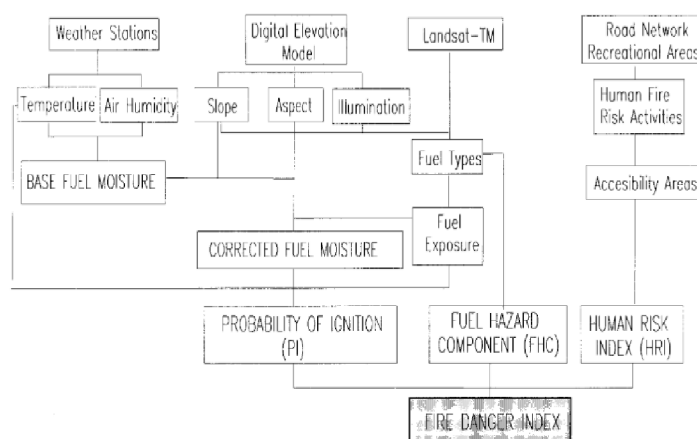 Weather Stations
Digital Elevation
Model
Landsat-TM
Road Network
Recreational Areas
Temperature
Air Humidity
Slope
Aspect
Illumination
Human Fire
Risk Activities
Fuel Types
BASE FUEL MOISTURE
Accesibility Areas
Fuel
Exposure
CORRECTED FUEL MOISTURE
PROBABILITY OF IGNITION
(PI)
FUEL HAZARD
COMPONENT (FHC)
HUMAN RISK
INDEX (HRI)
FIRE DANGER INDEX